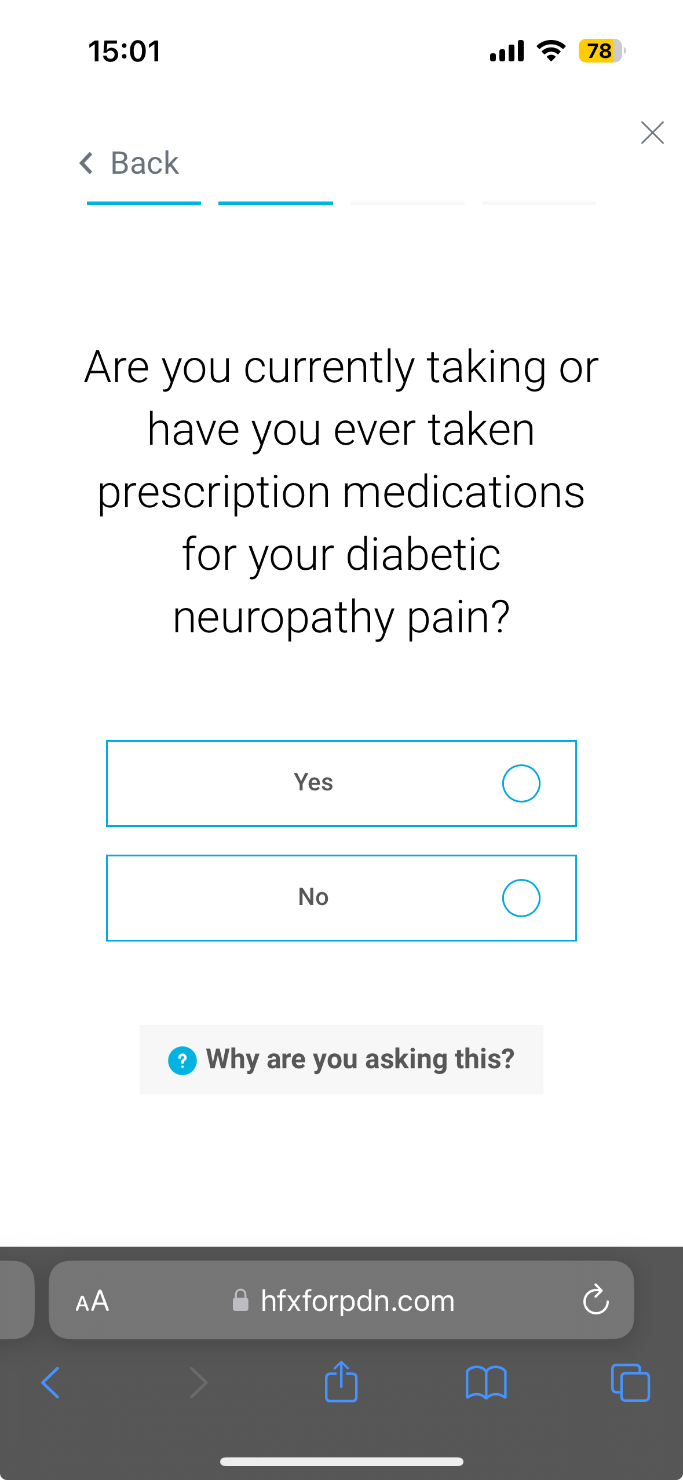 15:01 78
Back
Are you currently taking or
have you ever taken
prescription medications
for your diabetic
neuropathy pain?
Yes
No
? Why are you asking this?
AA hfxforpdn.com